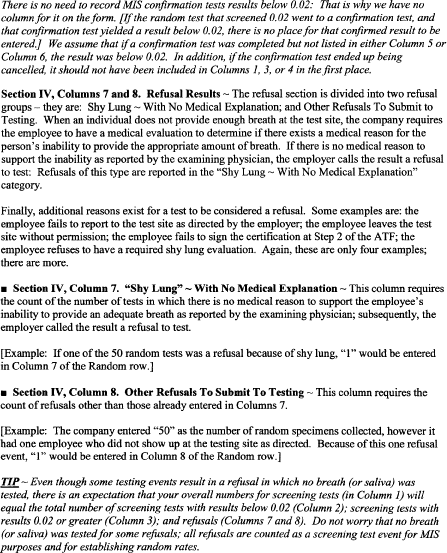 There is no need to record MIS confirmation tests results below 0.02: That is why we have no
column for it on the form. [If the random test that screened 0.02 went to a confirmation test, and
that confirmation test yielded a result below 0.02, there is no place for that confirmed result to be
entered.] We assume that if a confirmation test was completed but not listed in either Column 5 or
Column 6, the result was below 0.02. In addition, if the confirmation test ended up being
cancelled, it should not have been included in Columns 1, 3, or 4 in the first place.
Section IV, Columns 7 and 8. Refusal Results ~ The refusal section is divided into two refusal
groups – they are: Shy Lung ~ With No Medical Explanation; and Other Refusals To Submit to
Testing. When an individual does not provide enough breath at the test site, the company requires
the employee to have a medical evaluation to determine if there exists a medical reason for the
person's inability to provide the appropriate amount of breath. If there is no medical reason to
support the inability as reported by the examining physician, the employer calls the result a refusal
to test: Refusals of this type are reported in the "Shy Lung ~ With No Medical Explanation"
category.
Finally, additional reasons exist for a test to be considered a refusal. Some examples are: the
employee fails to report to the test site as directed by the employer; the employee leaves the test
site without permission; the employee fails to sign the certification at Step 2 of the ATF; the
employee refuses to have a required shy lung evaluation. Again, these are only four examples;
there are more.
■ Section IV, Column 7. "Shy Lung" ~ With No Medical Explanation ~ This column requires
the count of the number of tests in which there is no medical reason to support the employee's
inability to provide an adequate breath as reported by the examining physician; subsequently, the
employer called the result a refusal to test.
[Example: If one of the 50 random tests was a refusal because of shy lung, "1" would be entered
in Column 7 of the Random row.]
■ Section IV, Column 8. Other Refusals To Submit To Testing ~ This column requires the
count of refusals other than those already entered in Columns 7.
[Example: The company entered "50" as the number of random specimens collected, however it
had one employee who did not show up at the testing site as directed. Because of this one refusal
event, "1" would be entered in Column 8 of the Random row.]
TIP ~ Even though some testing events result in a refusal in which no breath (or saliva) was
tested, there is an expectation that your overall numbers for screening tests (in Column 1) will
equal the total number of screening tests with results below 0.02 (Column 2); screening tests with
results 0.02 or greater (Column 3); and refusals (Columns 7 and 8). Do not worry that no breath
(or saliva) was tested for some refusals; all refusals are counted as a screening test event for MIS
purposes and for establishing random rates.